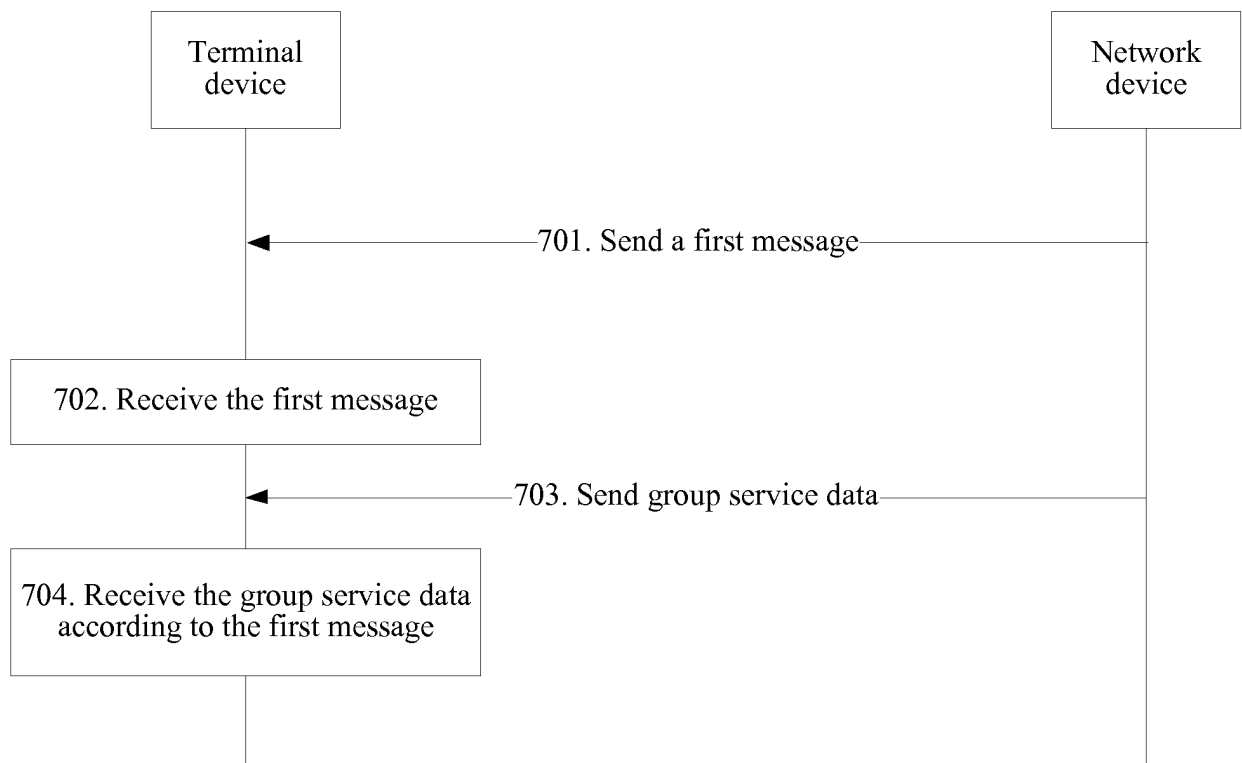 Terminal
device
Network
device
701. Send a first message
702. Receive the first message
703. Send group service data
704. Receive the group service data
according to the first message